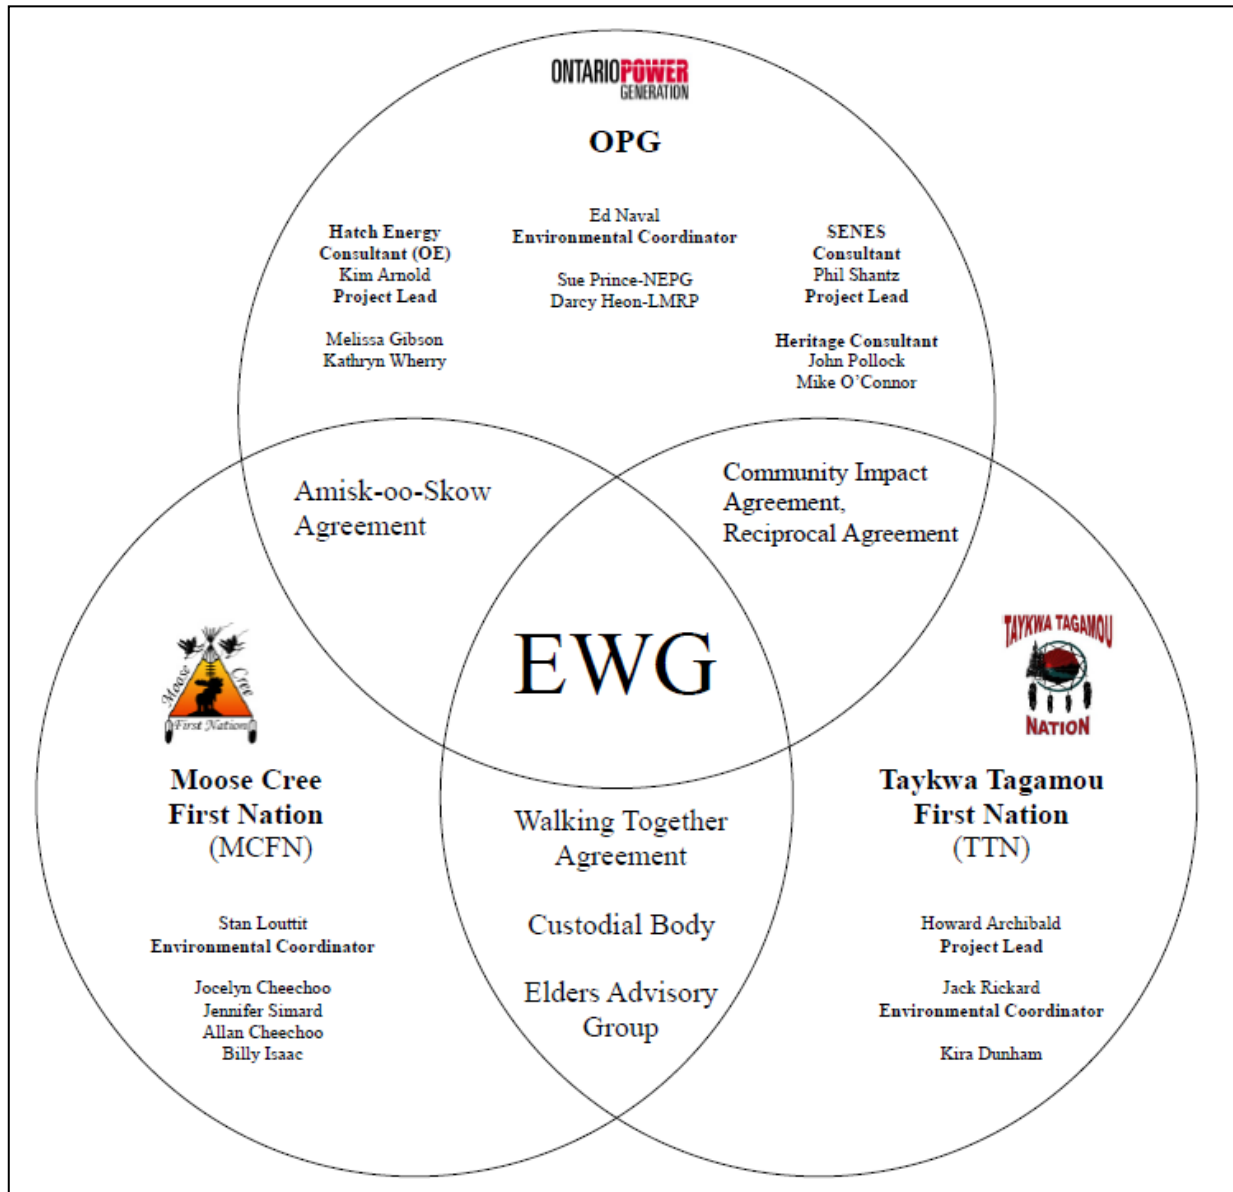 ONTARIOPOWER
GENERATION
OPG
Hatch Energy
Consultant (OE)
Kim Arnold
Project Lead
Melissa Gibson
Kathryn Wherry
Ed Naval
Environmental Coordinator
Sue Prince-NEPG
Darcy Heon-LMRP
SENES
Consultant
Phil Shantz
Project Lead
Heritage Consultant
John Pollock
Mike O’Connor
Amisk-oo-Skow
Agreement
Community Impact
Agreement,
Reciprocal Agreement
EWG
Moose Cree
First Nation
Moose Cree
First Nation
(MCFN)
Stan Louttit
Environmental Coordinator
Jocelyn Cheechoo
Jennifer Simard
Allan Cheechoo
Billy Isaac
Walking Together
Agreement
Custodial Body
Elders Advisory
Group
TAYKWA TAGAMOU
NATION
Taykwa Tagamou
First Nation
(TTN)
Howard Archibald
Project Lead
Jack Rickard
Environmental Coordinator
Kira Dunham